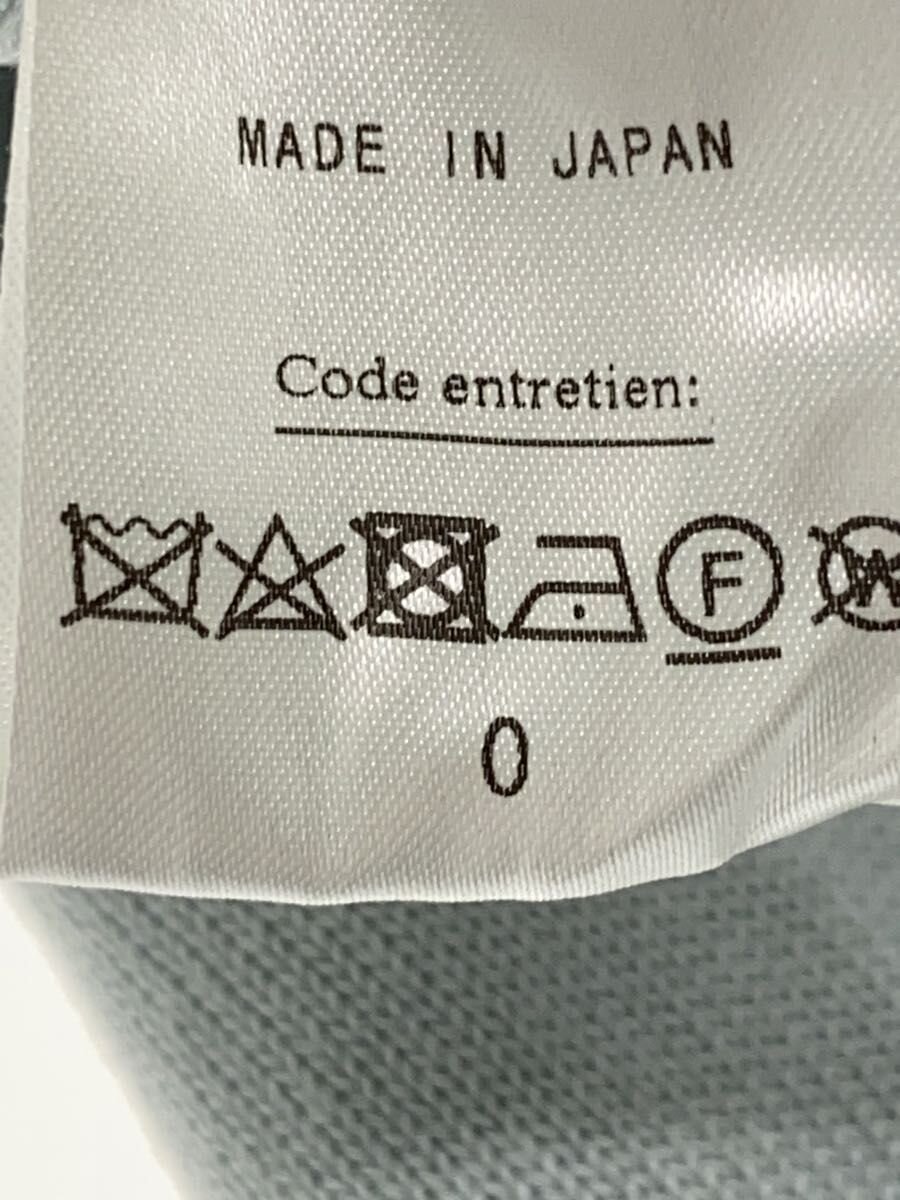 MADE IN JAPAN
Code entretien:
F W
0